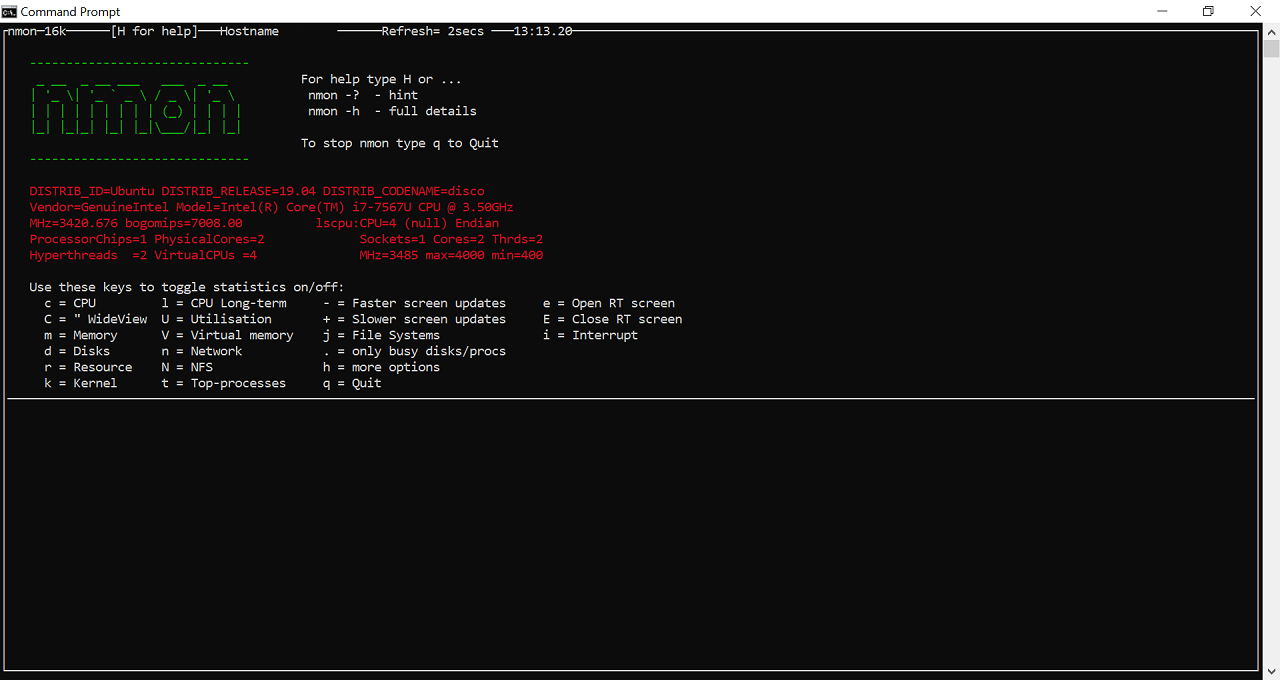 Command Prompt
nmon─16k──────[H for help]───Hostname──────Refresh= 2secs ───13:13.20
------------------------------
nmon
For help type H or ...
nmon -? - hint
nmon -h - full details
To stop nmon type q to Quit
------------------------------
DISTRIB_ID=Ubuntu DISTRIB_RELEASE=19.04 DISTRIB_CODENAME=disco
Vendor=GenuineIntel Model=Intel(R) Core(TM) i7-7567U CPU @ 3.50GHz
MHz=3420.676 bogomips=7008.00 lscpu:CPU=4 (null) Endian
ProcessorChips=1 PhysicalCores=2 Sockets=1 Cores=2 Thrds=2
Hyperthreads =2 VirtualCPUs =4 MHz=3485 max=4000 min=400
Use these keys to toggle statistics on/off:
c = CPU l = CPU Long-term - = Faster screen updates e = Open RT screen
C = " WideView U = Utilisation + = Slower screen updates E = Close RT screen
m = Memory V = Virtual memory j = File Systems i = Interrupt
d = Disks n = Network . = only busy disks/procs
r = Resource N = NFS h = more options
k = Kernel t = Top-processes q = Quit